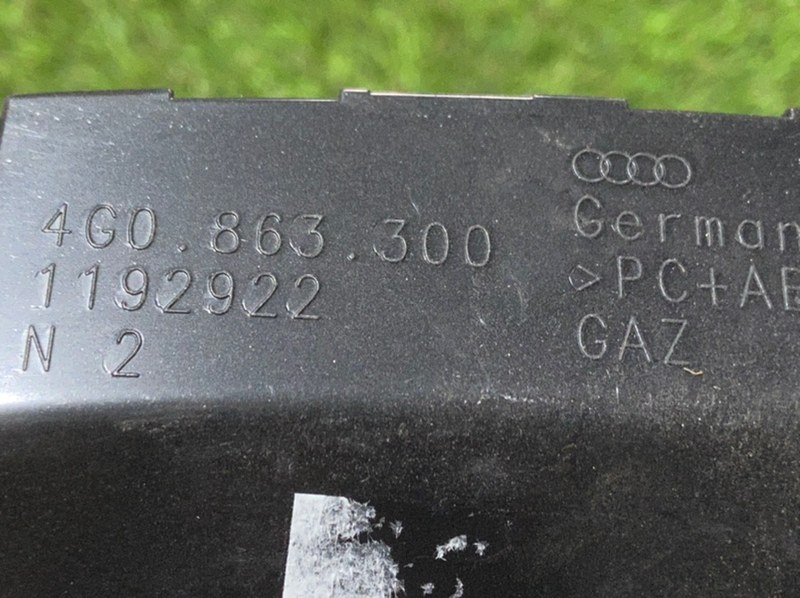 4G0.863.300
1192922
N 2
German
>PC+AB
GAZ